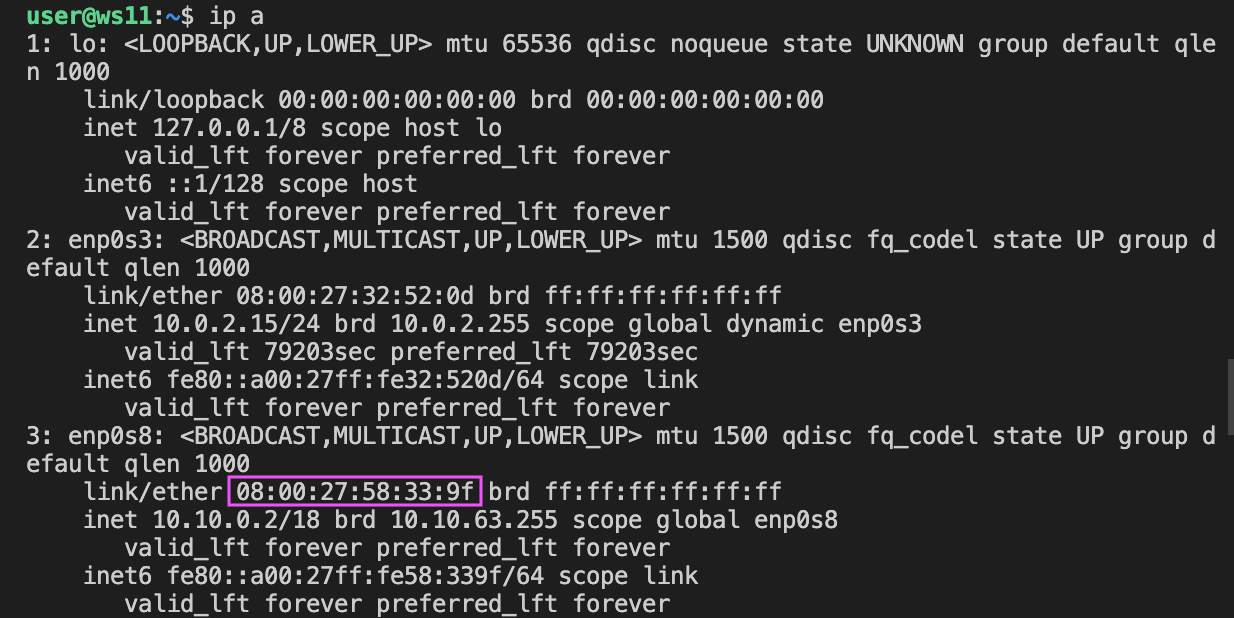 user@ws11:~$ ip a
1: lo: <LOOPBACK,UP,LOWER_UP> mtu 65536 qdisc noqueue state UNKNOWN group default qle
n 1000
    link/loopback 00:00:00:00:00:00 brd 00:00:00:00:00:00
    inet 127.0.0.1/8 scope host lo
       valid_lft forever preferred_lft forever
    inet6 ::1/128 scope host
       valid_lft forever preferred_lft forever
2: enp0s3: <BROADCAST,MULTICAST,UP,LOWER_UP> mtu 1500 qdisc fq_codel state UP group d
efault qlen 1000
    link/ether 08:00:27:32:52:0d brd ff:ff:ff:ff:ff:ff
    inet 10.0.2.15/24 brd 10.0.2.255 scope global dynamic enp0s3
       valid_lft 79203sec preferred_lft 79203sec
    inet6 fe80::a00:27ff:fe32:520d/64 scope link
       valid_lft forever preferred_lft forever
3: enp0s8: <BROADCAST,MULTICAST,UP,LOWER_UP> mtu 1500 qdisc fq_codel state UP group d
efault qlen 1000
    link/ether 08:00:27:58:33:9f brd ff:ff:ff:ff:ff:ff
    inet 10.10.0.2/18 brd 10.10.63.255 scope global enp0s8
       valid_lft forever preferred_lft forever
    inet6 fe80::a00:27ff:fe58:339f/64 scope link
       valid_lft forever preferred_lft forever